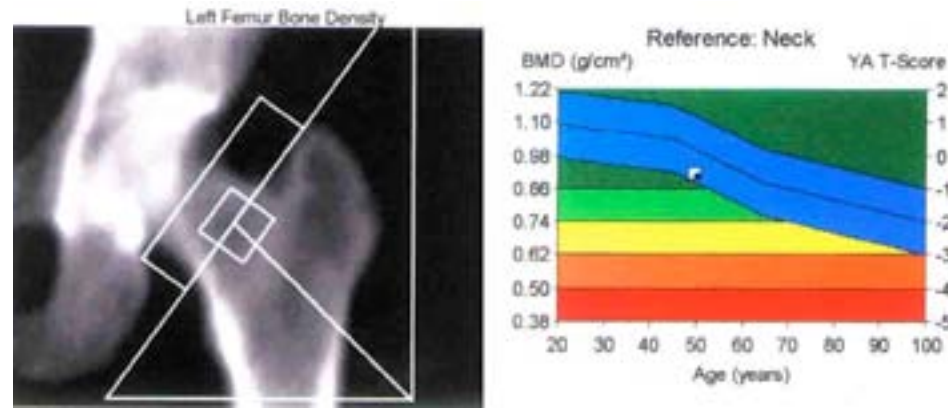 Left Femur Bone Density
Reference: Neck
BMD (g/cm²) YA T-Score
1.22 2
1.10 1
0.98 0
0.86 -1
0.74 -2
0.62 -3
0.50 -4
0.38 -5
20 30 40 50 60 70 80 90 100
Age (years)